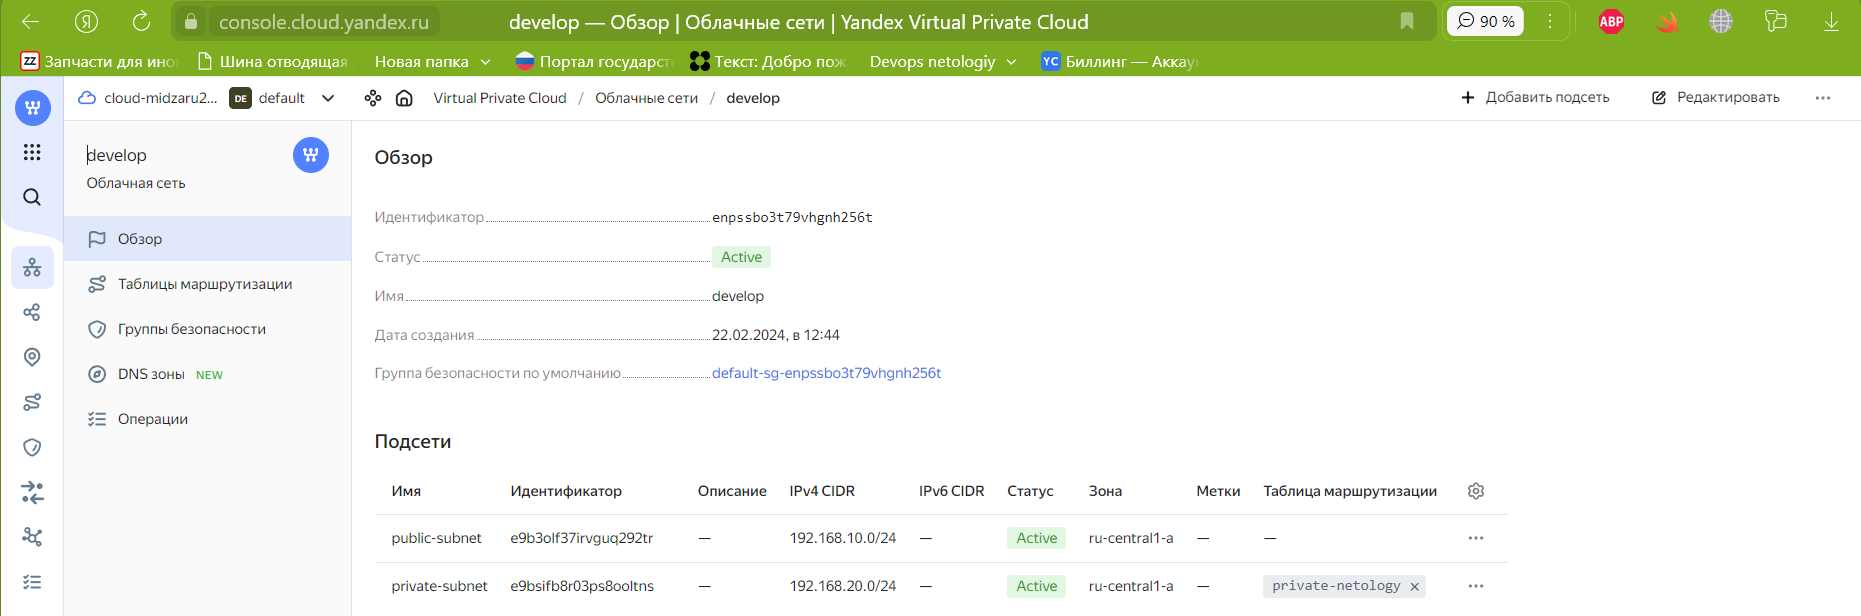 console.cloud.yandex.ru
develop — Обзор | Облачные сети | Yandex Virtual Private Cloud
90 %
ABP
ZZ Запчасти для ино
Шина отводящая
Новая папка
Портал государст
Текст: Добро пож
Devops netologiy
YC Биллинг — Аккау
cloud-midzaru2...
DE default
Virtual Private Cloud / Облачные сети / develop
Добавить подсеть
Редактировать
develop
Облачная сеть
Обзор
Таблицы маршрутизации
Группы безопасности
DNS зоны NEW
Операции
Обзор
Идентификатор enpssbo3t79vhgnh256t
Статус Active
Имя develop
Дата создания 22.02.2024, в 12:44
Группа безопасности по умолчанию default-sg-enpssbo3t79vhgnh256t
Подсети
Имя Идентификатор Описание IPv4 CIDR IPv6 CIDR Статус Зона Метки Таблица маршрутизации
public-subnet e9b3olf37irvguq292tr — 192.168.10.0/24 — Active ru-central1-a — —
private-subnet e9bsifb8r03ps8ooltns — 192.168.20.0/24 — Active ru-central1-a — private-netology ×